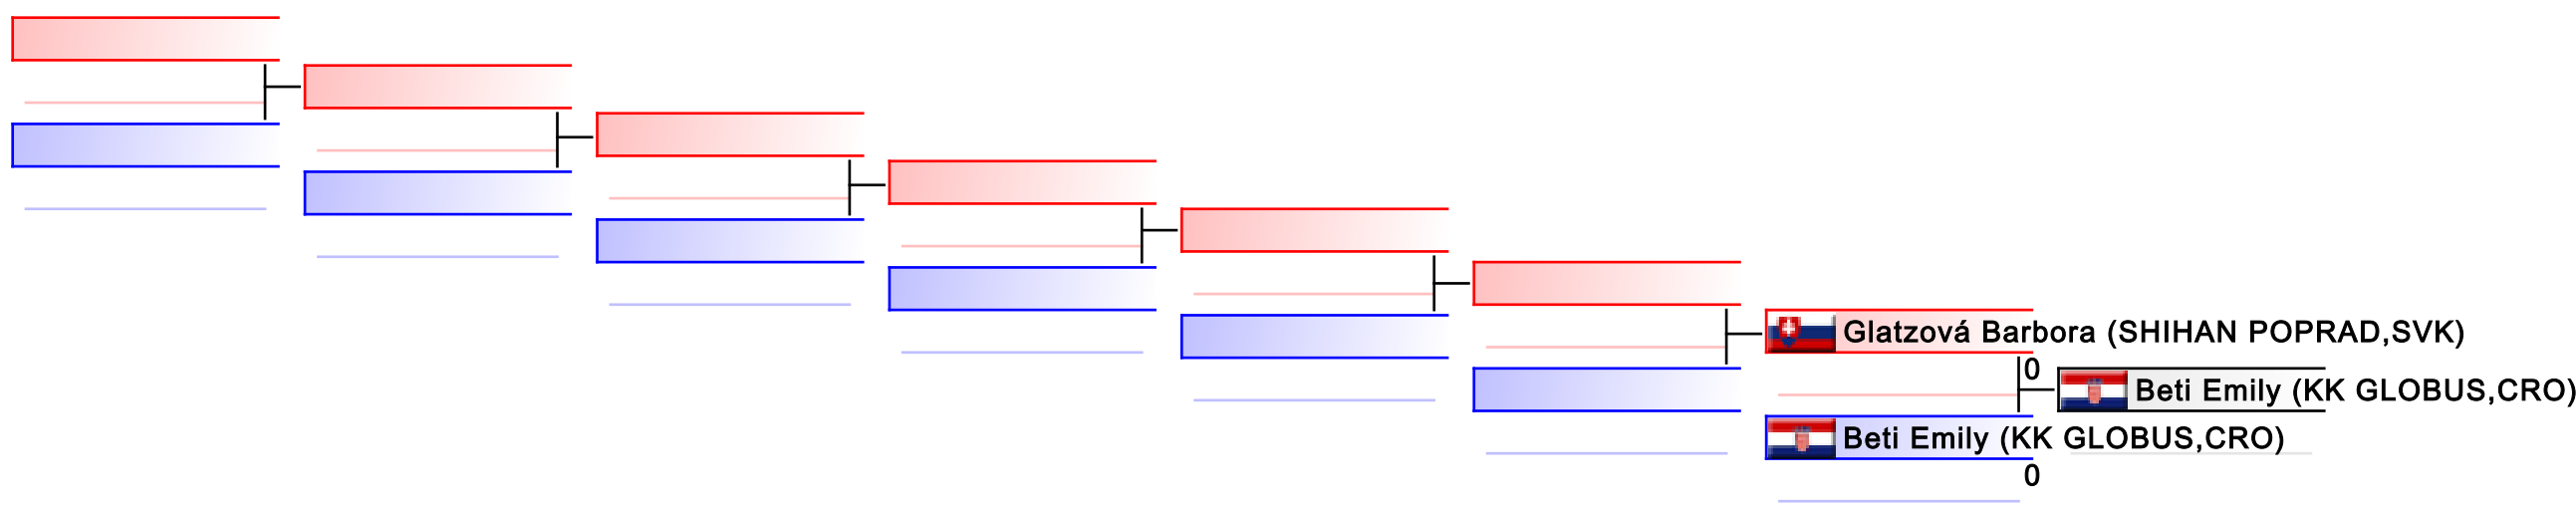 Glatzová Barbora (SHIHAN POPRAD,SVK)
0
Beti Emily (KK GLOBUS,CRO)
Beti Emily (KK GLOBUS,CRO)
0